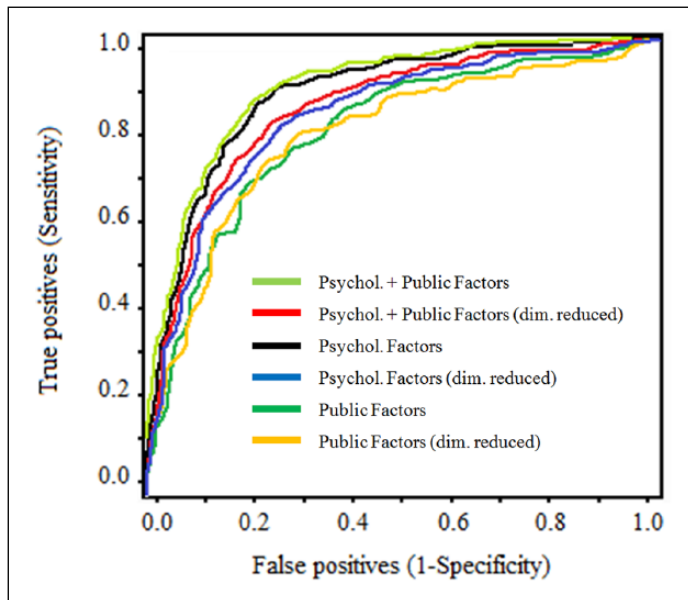 1.0
0.8
0.6
0.4
0.2
0.0
True positives (Sensitivity)
Psychol. + Public Factors
Psychol. + Public Factors (dim. reduced)
Psychol. Factors
Psychol. Factors (dim. reduced)
Public Factors
Public Factors (dim. reduced)
0.0 0.2 0.4 0.6 0.8 1.0
False positives (1-Specificity)